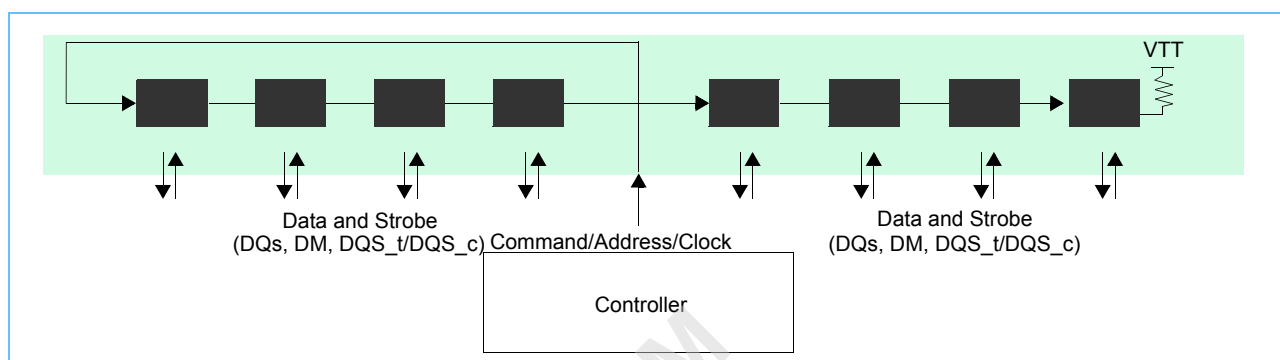 VTT
Data and Strobe
(DQs, DM, DQS_t/DQS_c)
Command/Address/Clock
Data and Strobe
(DQs, DM, DQS_t/DQS_c)
Controller